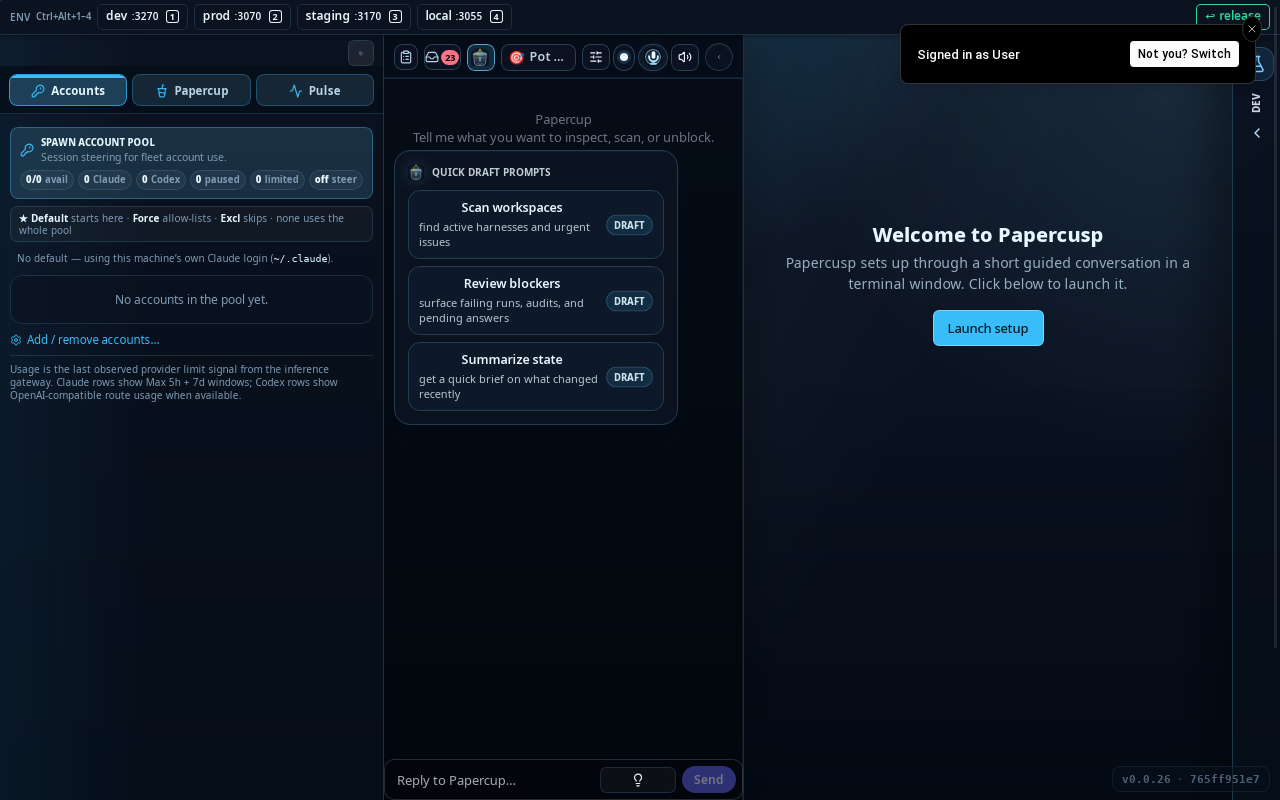 ENV Ctrl+Alt+1–4 dev :3270 1 prod :3070 2 staging :3170 3 local :3055 4 ↩ release
Signed in as User Not you? Switch
Accounts Papercup Pulse
SPAWN ACCOUNT POOL
Session steering for fleet account use.
0/0 avail 0 Claude 0 Codex 0 paused 0 limited off steer
★ Default starts here · Force allow-lists · Excl skips · none uses the
whole pool
No default — using this machine's own Claude login (~/.claude).
No accounts in the pool yet.
Add / remove accounts…
Usage is the last observed provider limit signal from the inference
gateway. Claude rows show Max 5h + 7d windows; Codex rows show
OpenAI-compatible route usage when available.
23 Pot ...
Papercup
Tell me what you want to inspect, scan, or unblock.
QUICK DRAFT PROMPTS
Scan workspaces
find active harnesses and urgent
issues
DRAFT
Review blockers
surface failing runs, audits, and
pending answers
DRAFT
Summarize state
get a quick brief on what changed
recently
DRAFT
Reply to Papercup…
Send
Welcome to Papercusp
Papercusp sets up through a short guided conversation in a
terminal window. Click below to launch it.
Launch setup
DEV
v0.0.26 · 765ff951e7